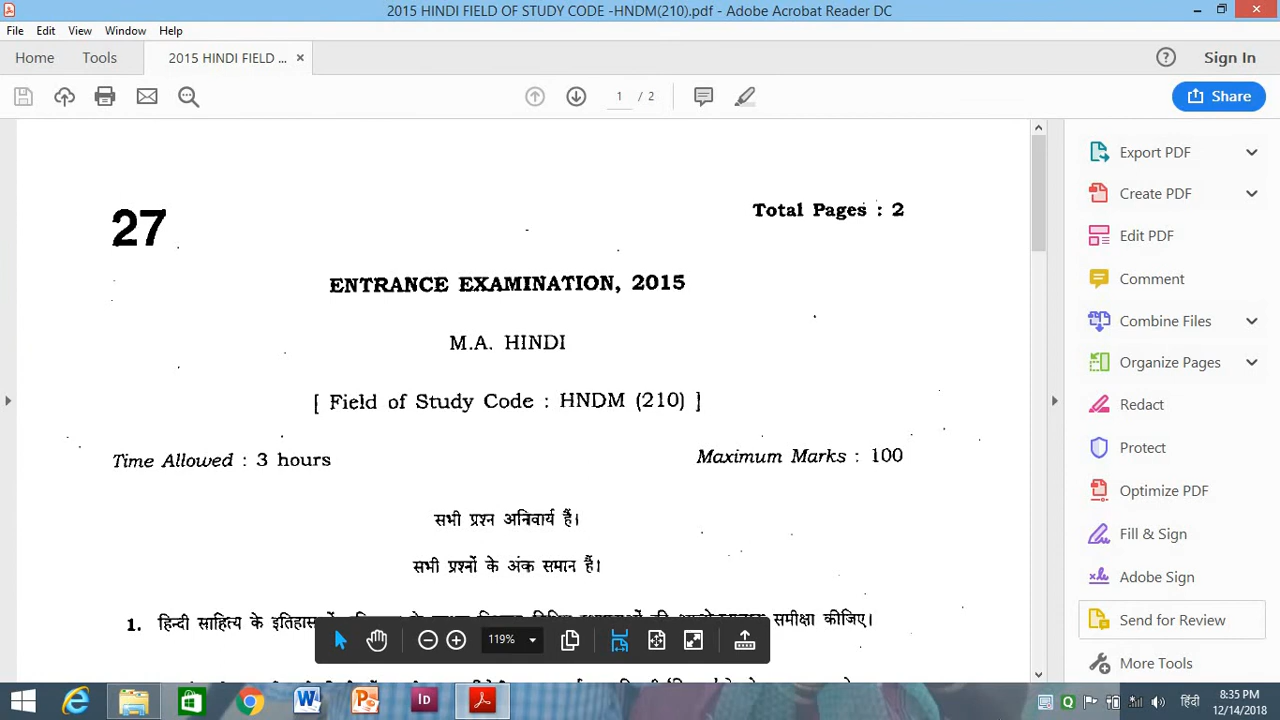 2015 HINDI FIELD OF STUDY CODE -HNDM(210).pdf - Adobe Acrobat Reader DC
File Edit View Window Help
Home Tools 2015 HINDI FIELD ... × Sign In
1 / 2 Share
27
Total Pages : 2
ENTRANCE EXAMINATION, 2015
M.A. HINDI
[ Field of Study Code : HNDM (210) ]
Time Allowed : 3 hours Maximum Marks : 100
सभी प्रश्न अनिवार्य हैं।
सभी प्रश्नों के अंक समान हैं।
1. हिन्दी साहित्य के इतिहास समीक्षा कीजिए।
119%
Export PDF
Create PDF
Edit PDF
Comment
Combine Files
Organize Pages
Redact
Protect
Optimize PDF
Fill & Sign
Adobe Sign
Send for Review
More Tools
हिंदी
8:35 PM
12/14/2018